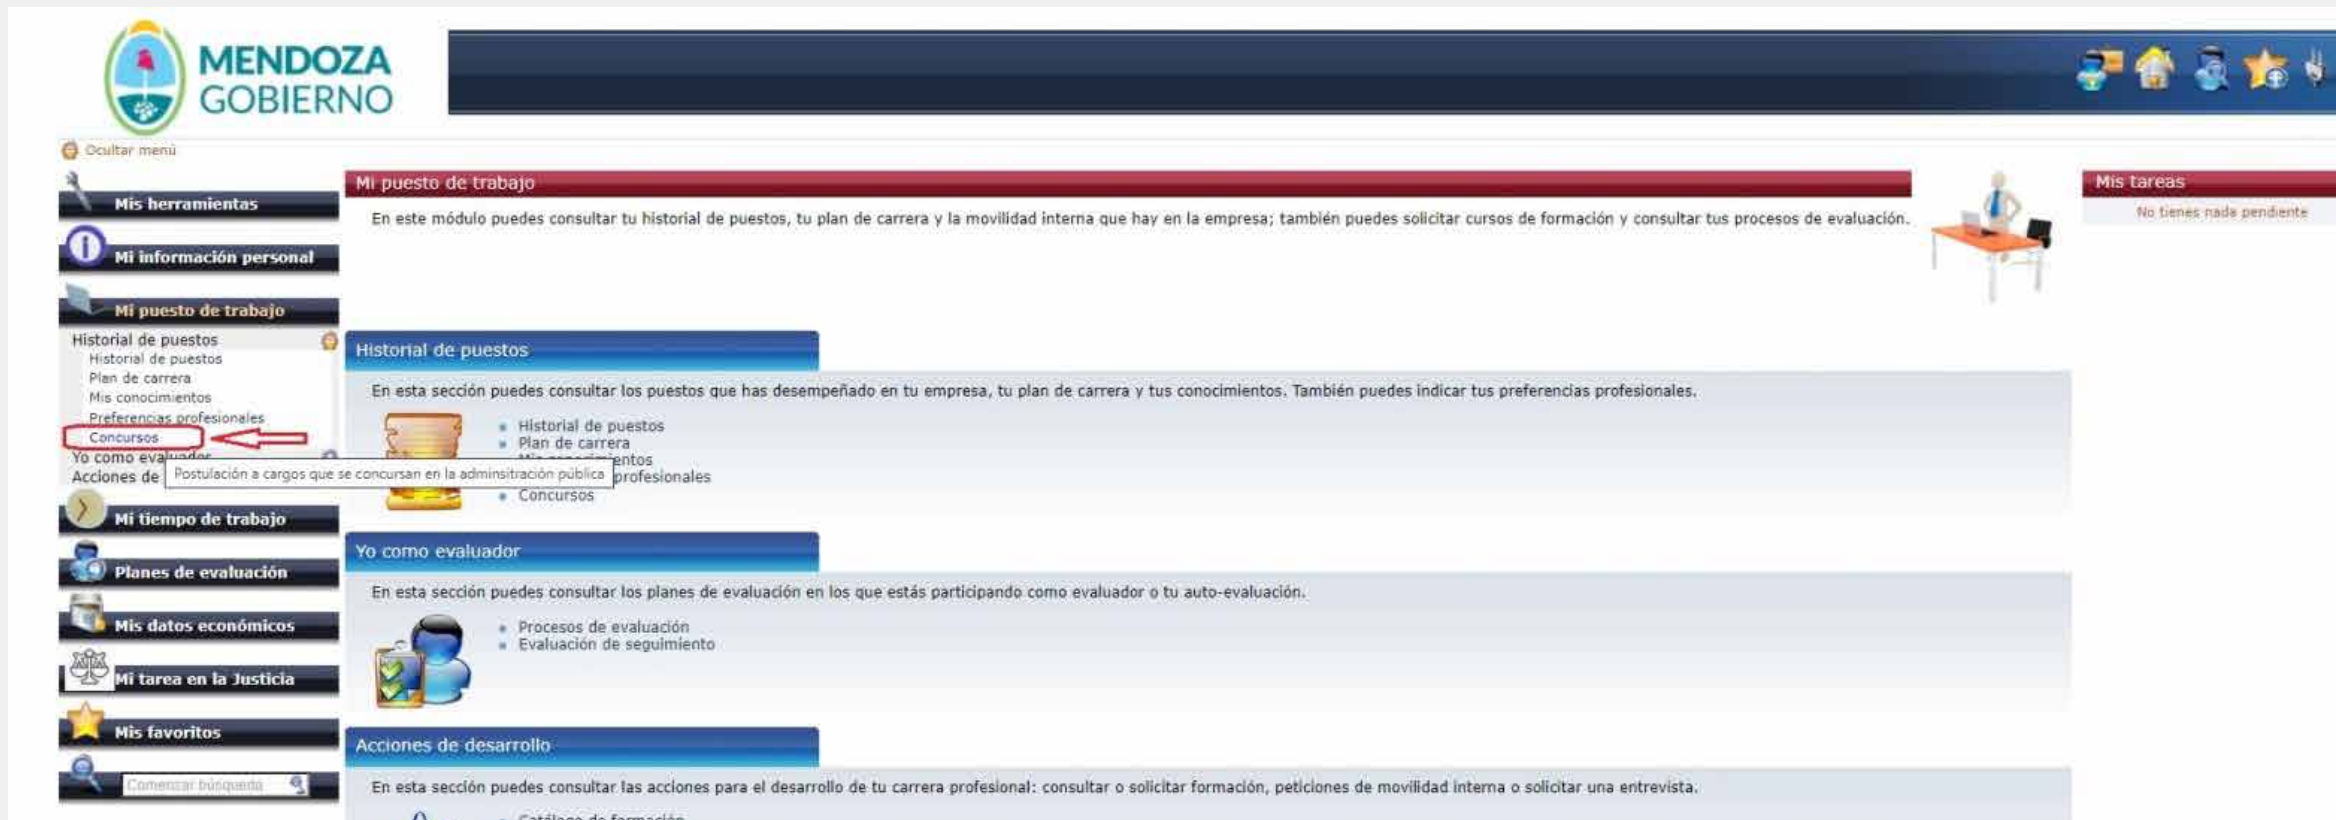 MENDOZA
GOBIERNO
Ocultar menú
Mis herramientas
Mi información personal
Mi puesto de trabajo
Historial de puestos
Historial de puestos
Plan de carrera
Mis conocimientos
Preferencias profesionales
Concursos
Yo como evaluador
Acciones de
Postulación a cargos que se concursan en la adminsitración pública
Mi tiempo de trabajo
Planes de evaluación
Mis datos económicos
Mi tarea en la Justicia
Mis favoritos
Comenzar búsqueda
Mi puesto de trabajo
En este módulo puedes consultar tu historial de puestos, tu plan de carrera y la movilidad interna que hay en la empresa; también puedes solicitar cursos de formación y consultar tus procesos de evaluación.
Historial de puestos
En esta sección puedes consultar los puestos que has desempeñado en tu empresa, tu plan de carrera y tus conocimientos. También puedes indicar tus preferencias profesionales.
Historial de puestos
Plan de carrera
Mis conocimientos
profesionales
Concursos
Yo como evaluador
En esta sección puedes consultar los planes de evaluación en los que estás participando como evaluador o tu auto-evaluación.
Procesos de evaluación
Evaluación de seguimiento
Acciones de desarrollo
En esta sección puedes consultar las acciones para el desarrollo de tu carrera profesional: consultar o solicitar formación, peticiones de movilidad interna o solicitar una entrevista.
Catálogo de formación
Mis tareas
No tienes nada pendiente